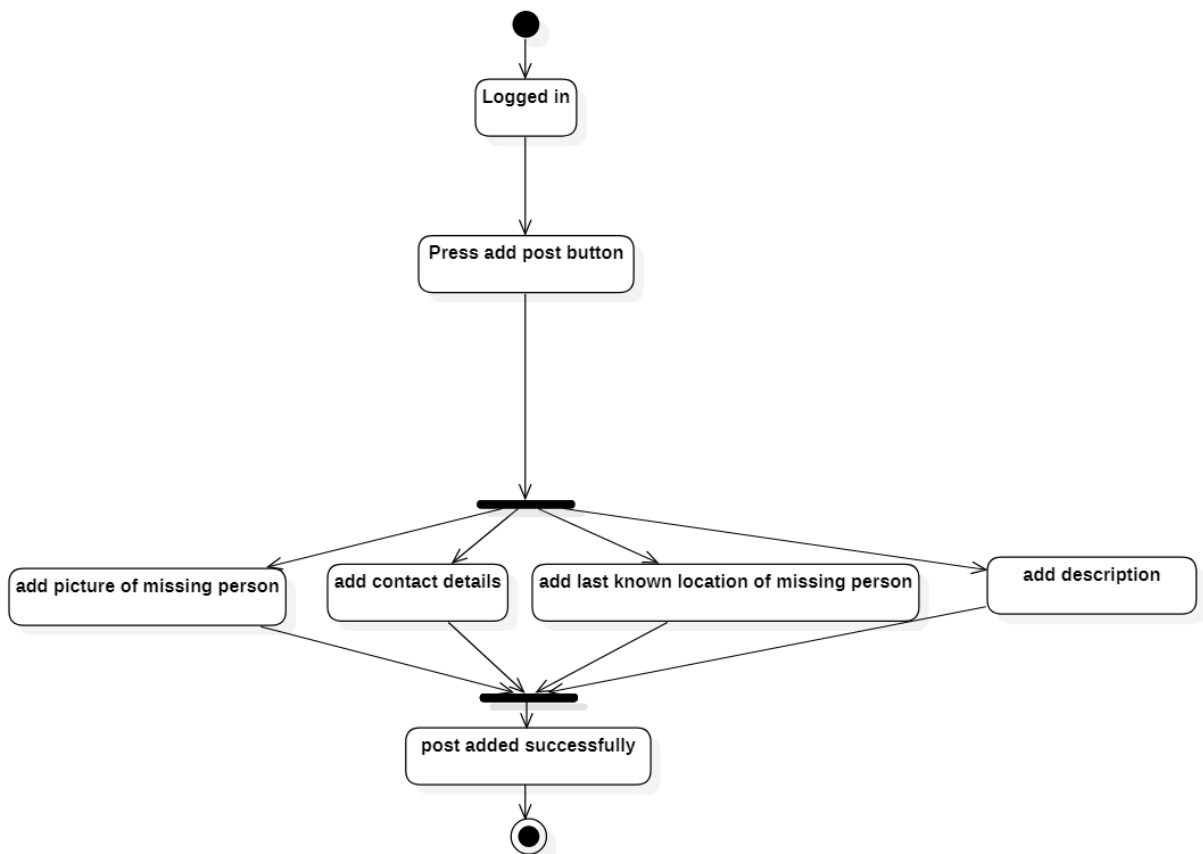 Logged in
Press add post button
add picture of missing person
add contact details
add last known location of missing person
add description
post added successfully